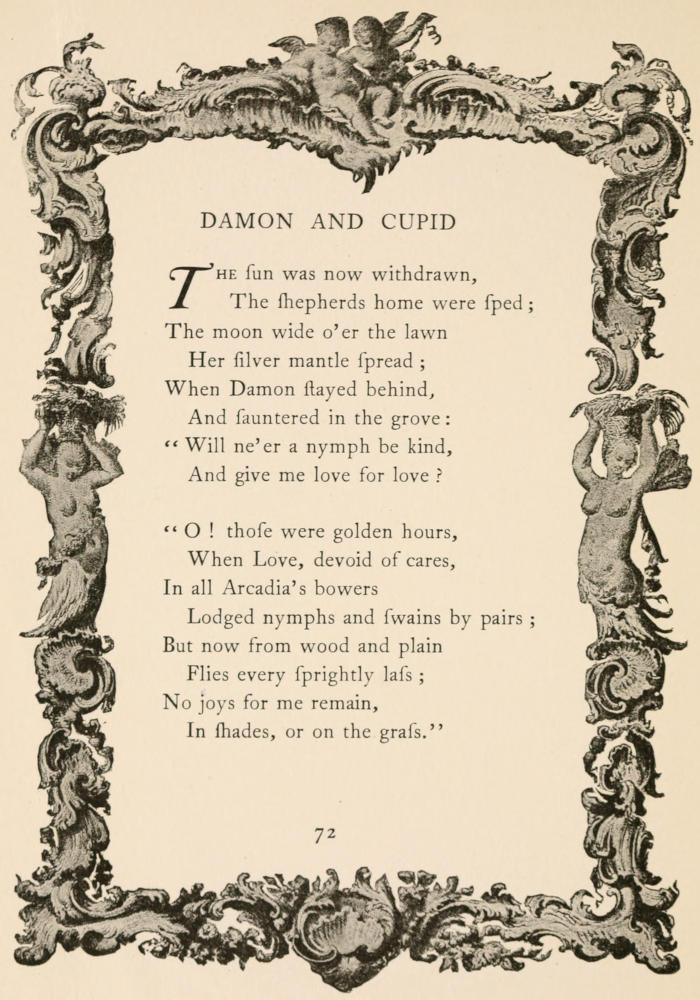 DAMON AND CUPID
THE ſun was now withdrawn,
The ſhepherds home were ſped ;
The moon wide o'er the lawn
Her ſilver mantle ſpread ;
When Damon ſtayed behind,
And ſauntered in the grove :
“ Will ne'er a nymph be kind,
And give me love for love ?
“ O ! thoſe were golden hours,
When Love, devoid of cares,
In all Arcadia's bowers
Lodged nymphs and ſwains by pairs ;
But now from wood and plain
Flies every ſprightly laſs ;
No joys for me remain,
In ſhades, or on the graſs.”
72